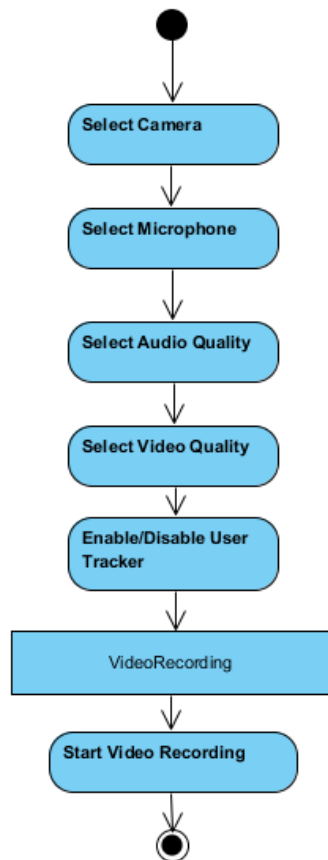 Select Camera
Select Microphone
Select Audio Quality
Select Video Quality
Enable/Disable User
Tracker
VideoRecording
Start Video Recording